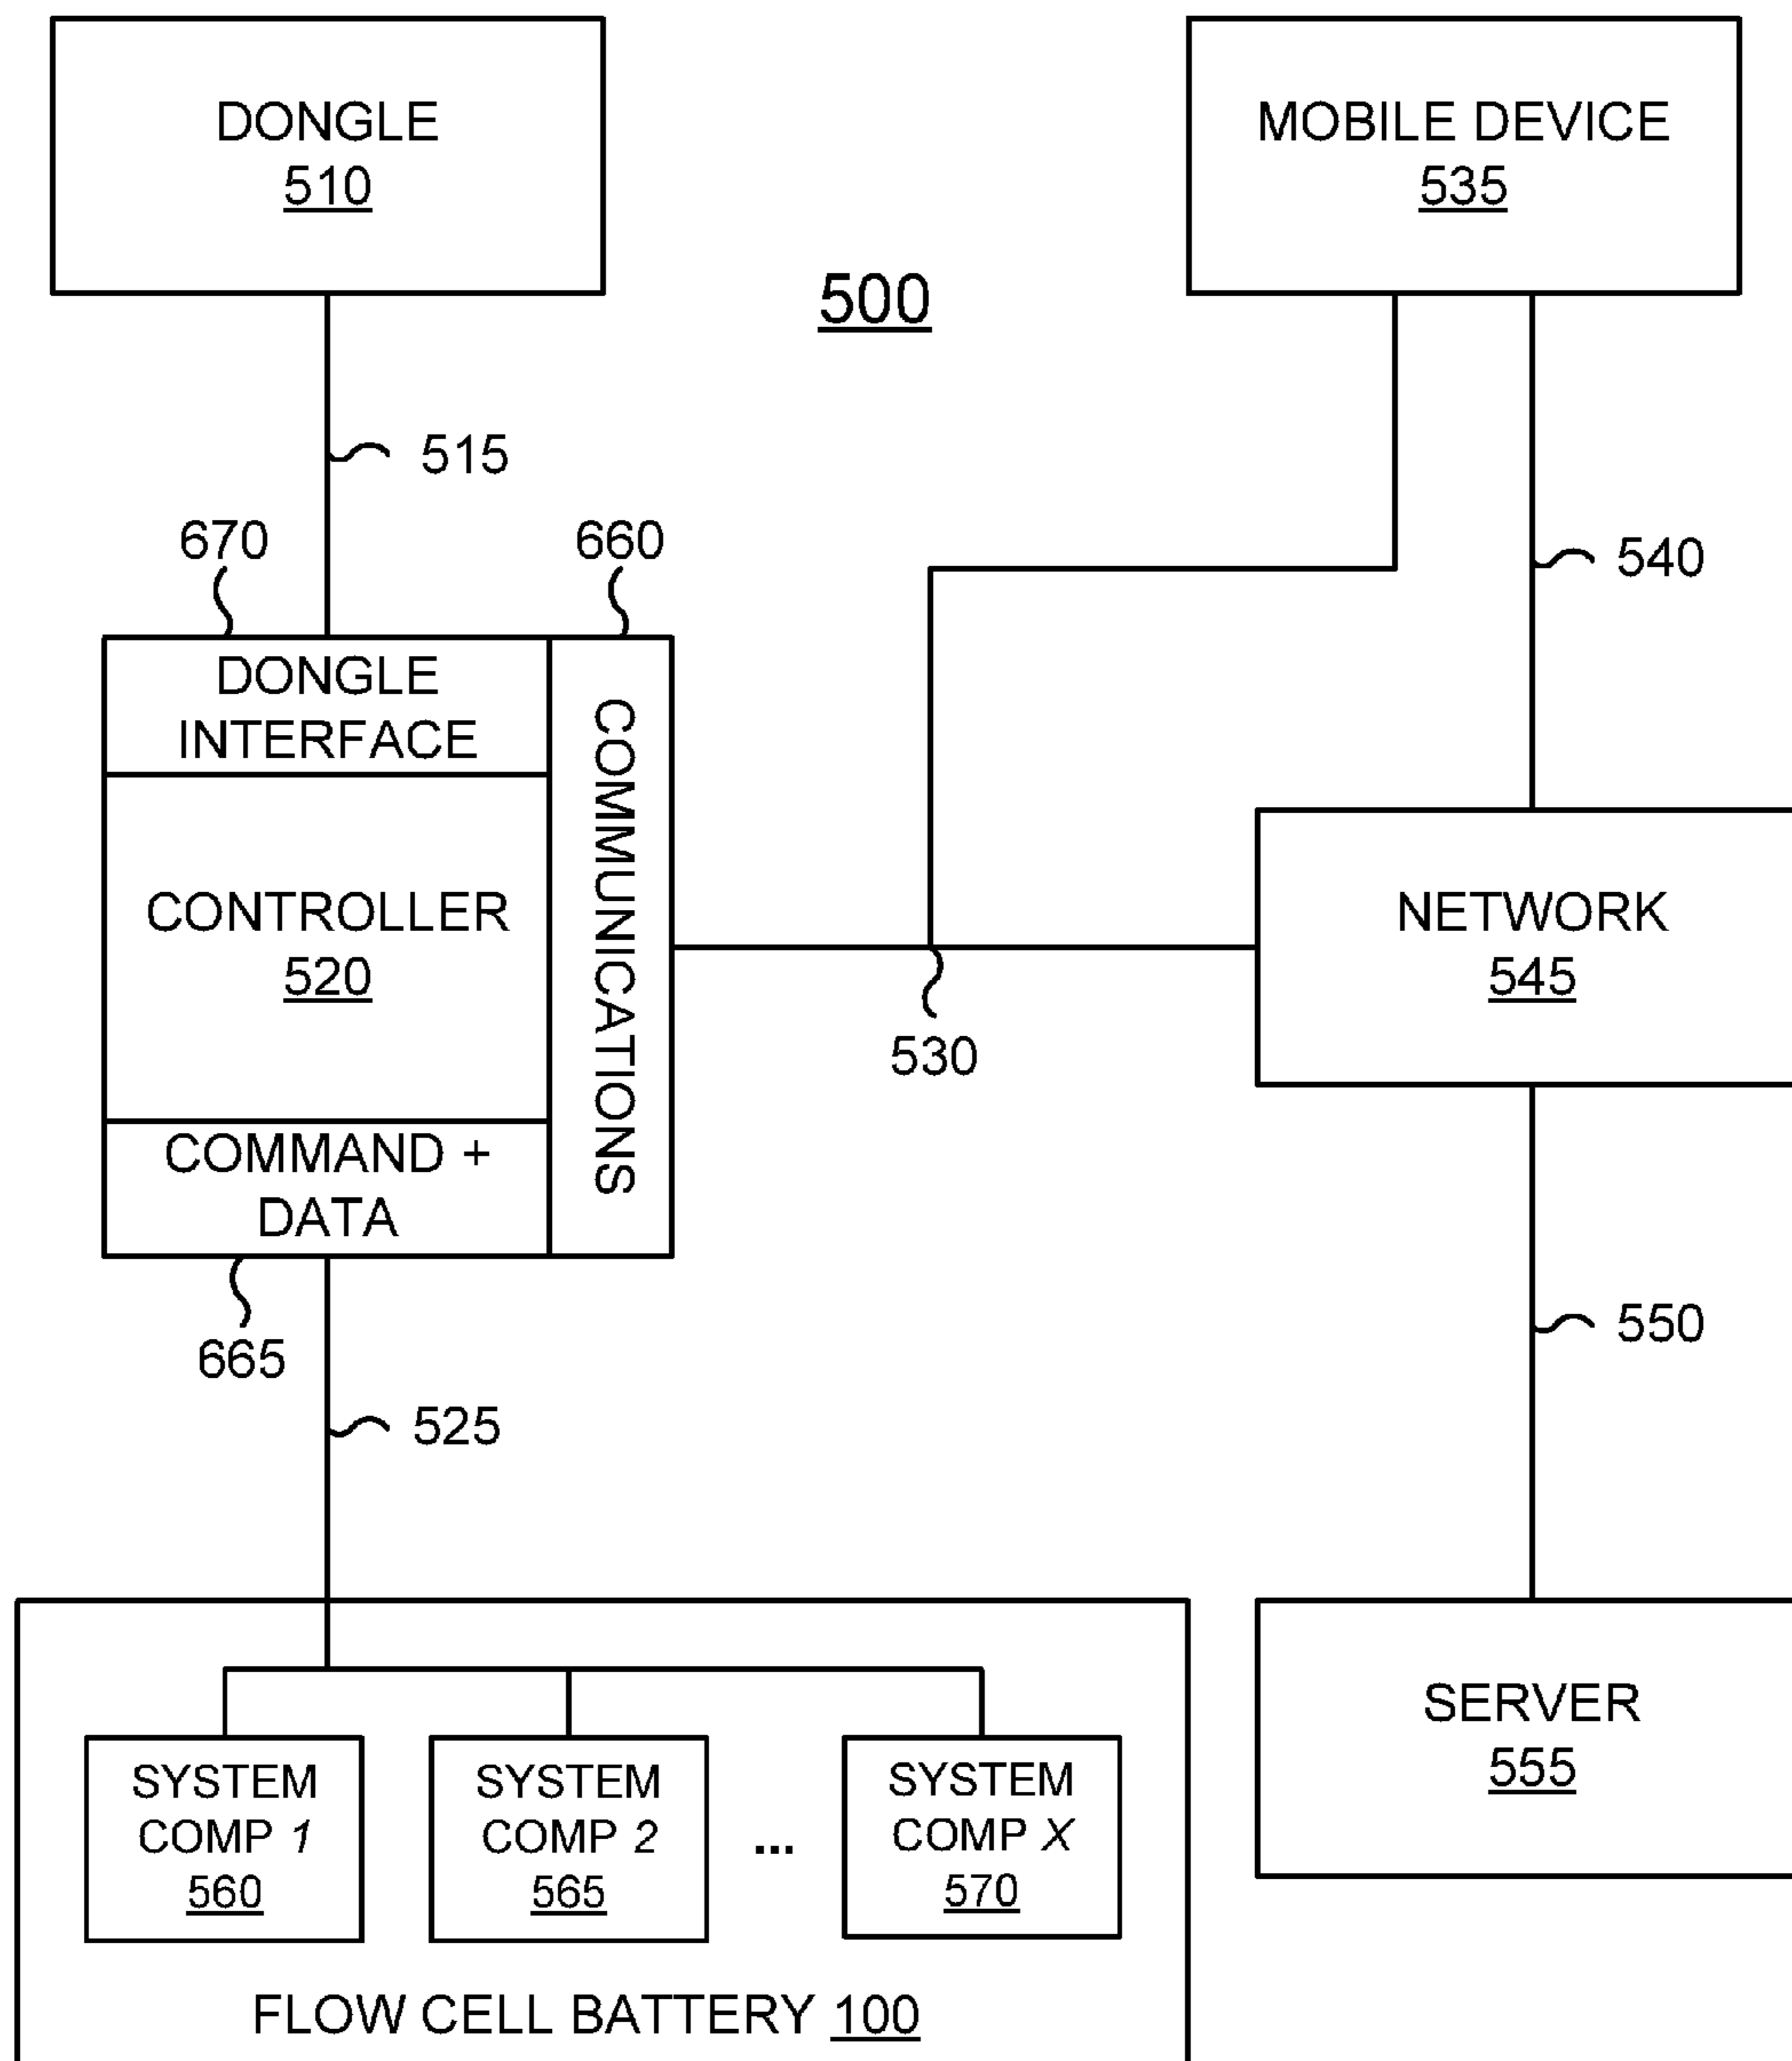 DONGLE
510
MOBILE DEVICE
535
500
515
540
670
660
DONGLE
INTERFACE
COMMUNICATIONS
CONTROLLER
520
NETWORK
545
530
COMMAND +
DATA
665
525
550
SERVER
555
SYSTEM
COMP 1
560
SYSTEM
COMP 2
565
...
SYSTEM
COMP X
570
FLOW CELL BATTERY 100